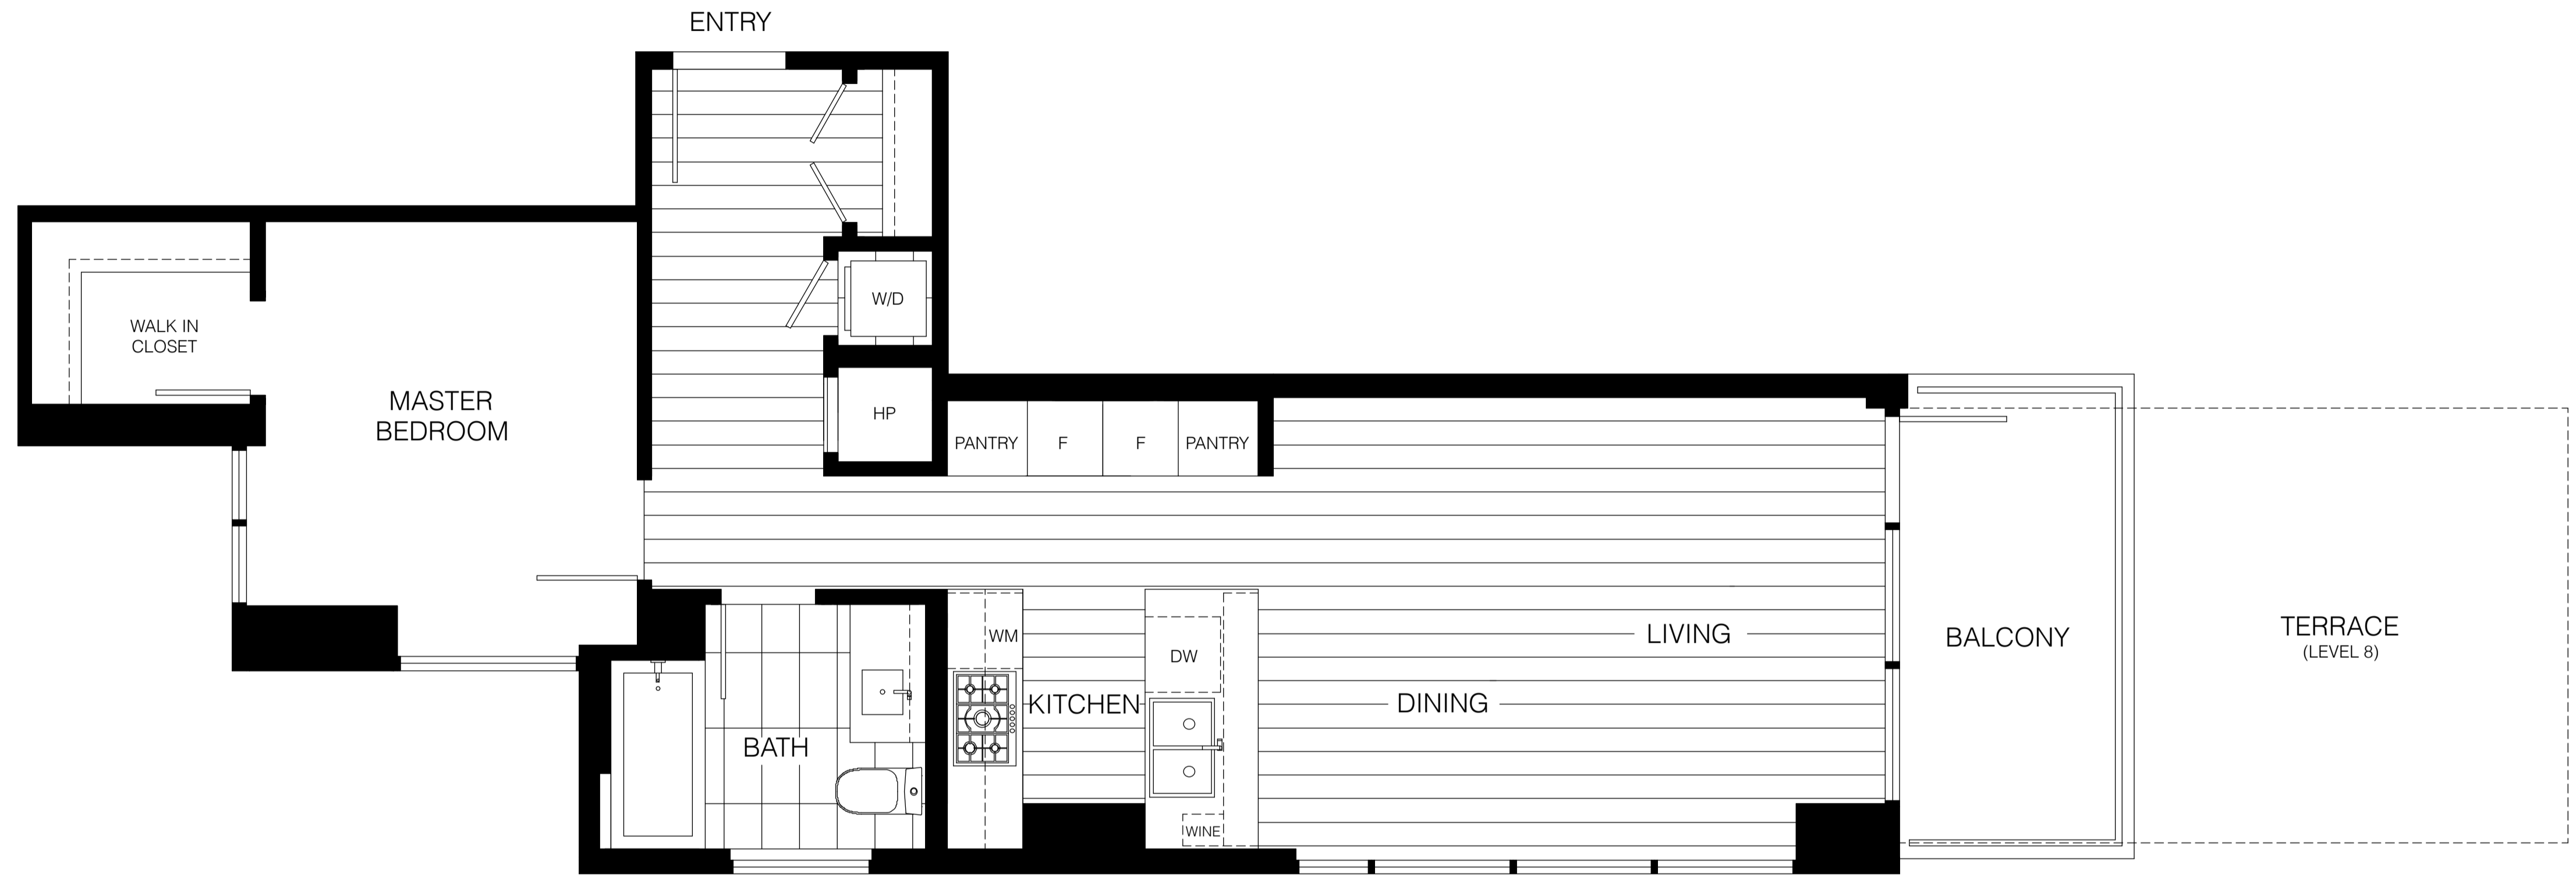 ENTRY
WALK IN
CLOSET
MASTER
BEDROOM
W/D
HP
PANTRY
F
F
PANTRY
WM
KITCHEN
DW
WINE
BATH
DINING
LIVING
BALCONY
TERRACE
(LEVEL 8)